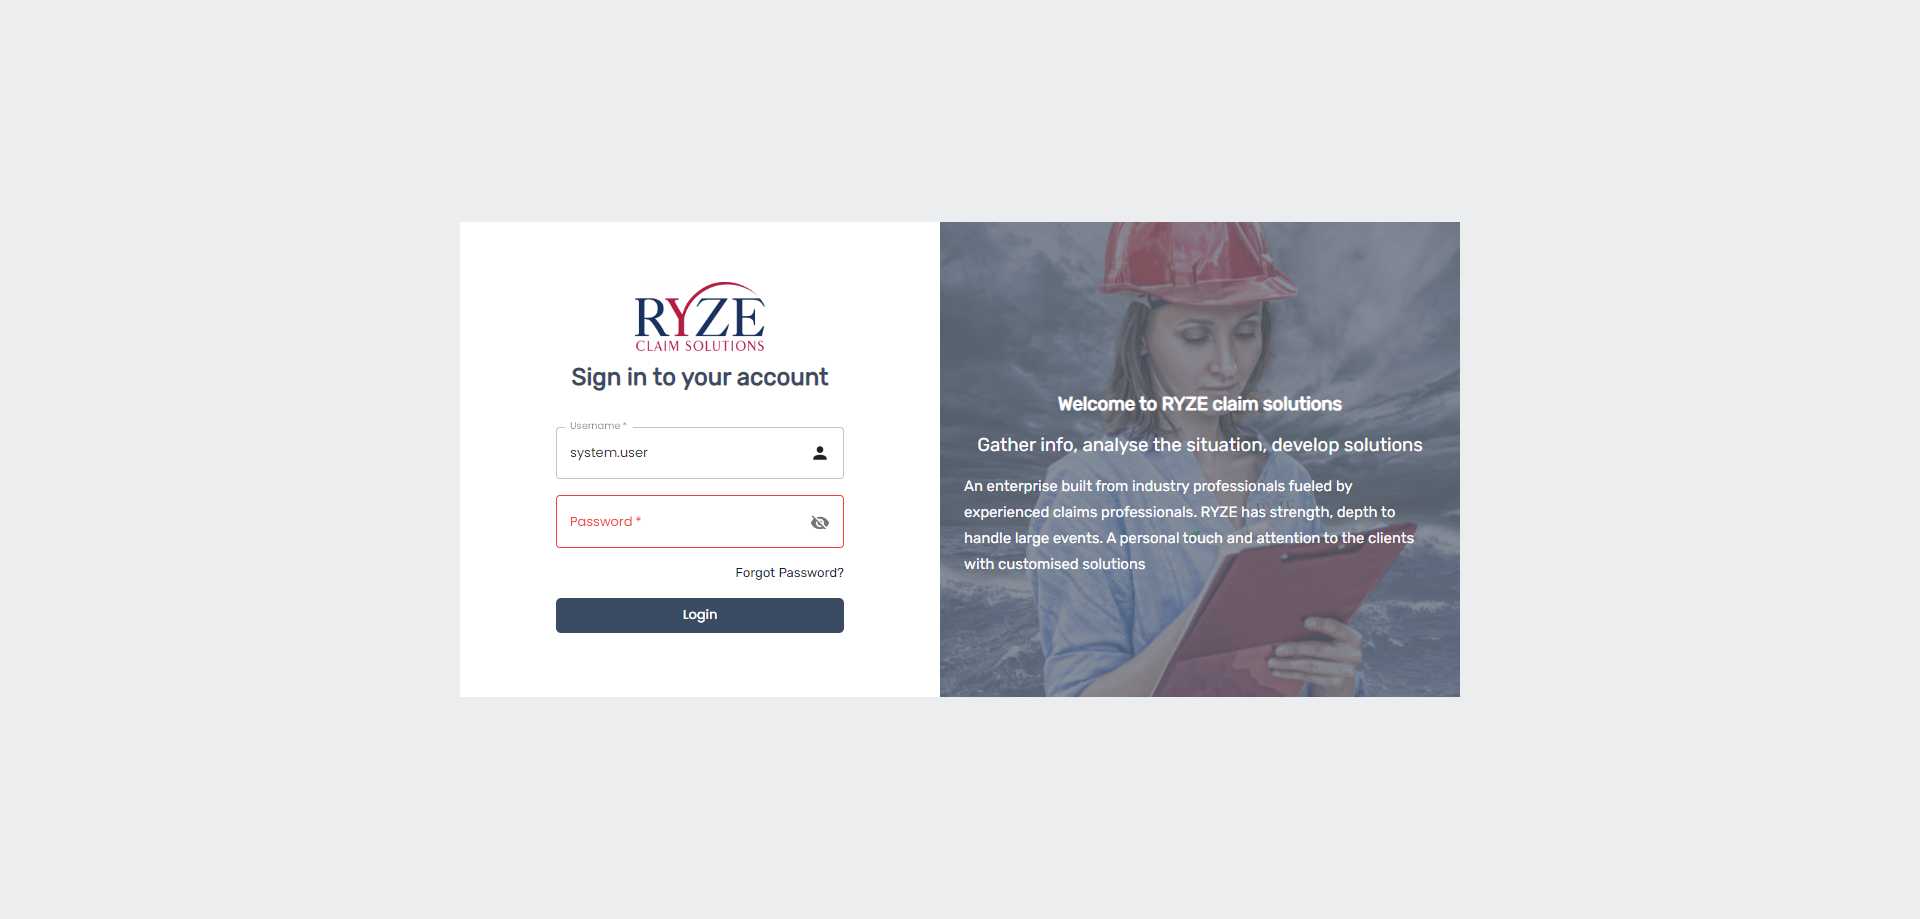 RYZE
CLAIM SOLUTIONS
Sign in to your account
Username *
system.user
Password *
Forgot Password?
Login
Welcome to RYZE claim solutions
Gather info, analyse the situation, develop solutions
An enterprise built from industry professionals fueled by
experienced claims professionals. RYZE has strength, depth to
handle large events. A personal touch and attention to the clients
with customised solutions